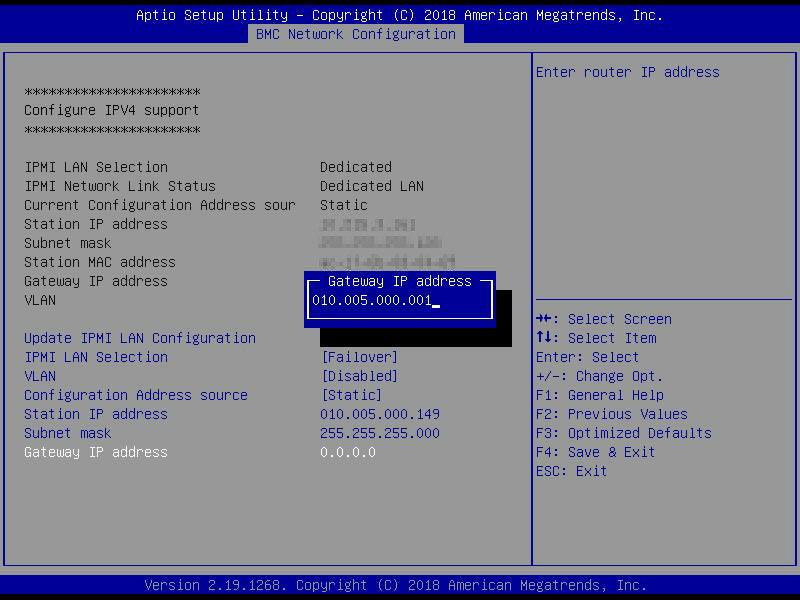 Aptio Setup Utility – Copyright (C) 2018 American Megatrends, Inc.
BMC Network Configuration
**********************
Configure IPV4 support
**********************
IPMI LAN Selection Dedicated
IPMI Network Link Status Dedicated LAN
Current Configuration Address sour Static
Station IP address
Subnet mask
Station MAC address
Gateway IP address
VLAN
Gateway IP address
010.005.000.001_
Update IPMI LAN Configuration
IPMI LAN Selection [Failover]
VLAN [Disabled]
Configuration Address source [Static]
Station IP address 010.005.000.149
Subnet mask 255.255.255.000
Gateway IP address 0.0.0.0
Enter router IP address
→←: Select Screen
↑↓: Select Item
Enter: Select
+/-: Change Opt.
F1: General Help
F2: Previous Values
F3: Optimized Defaults
F4: Save & Exit
ESC: Exit
Version 2.19.1268. Copyright (C) 2018 American Megatrends, Inc.